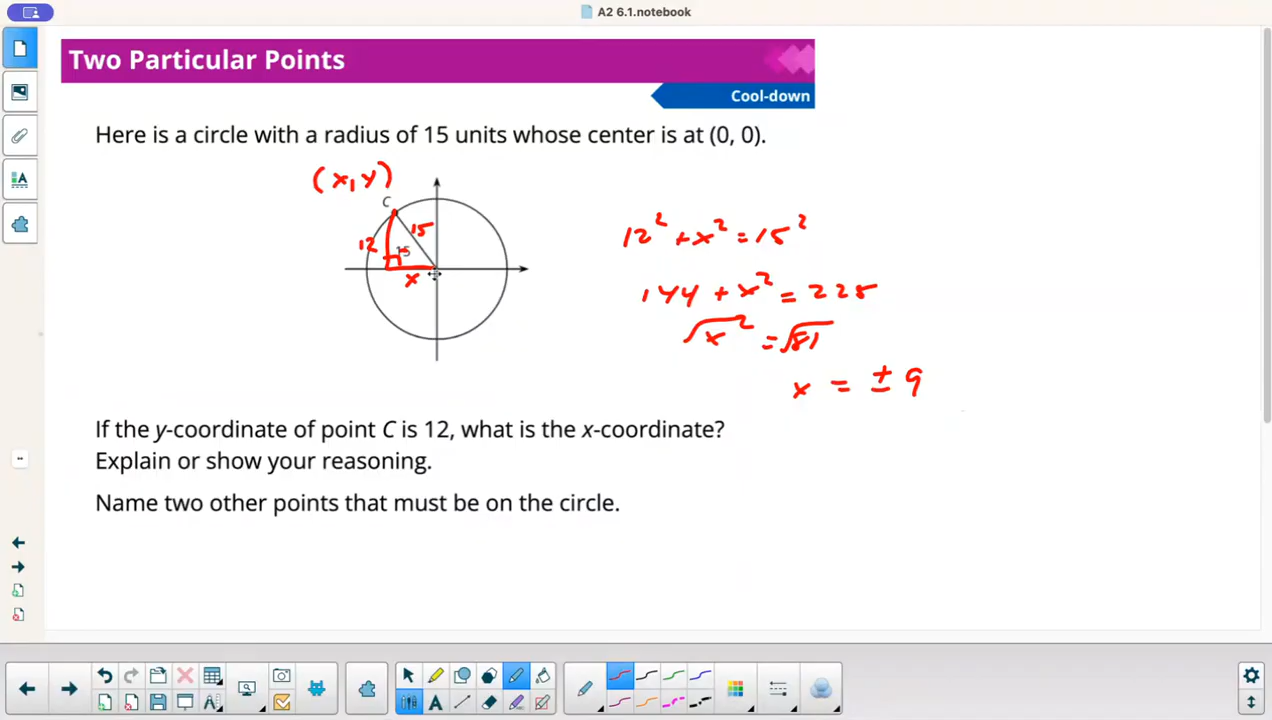 A2 6.1.notebook
Two Particular Points
Cool-down
Here is a circle with a radius of 15 units whose center is at (0, 0).
(x, y)
C
15
12
15
x
12² + x² = 15²
144 + x² = 225
√x² = √81
x = ± 9
If the y-coordinate of point C is 12, what is the x-coordinate?
Explain or show your reasoning.
Name two other points that must be on the circle.